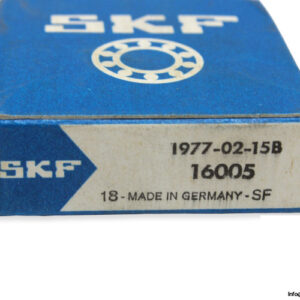 SKF
1977-02-15B
SKF
16005
18-MADE IN GERMANY-SF